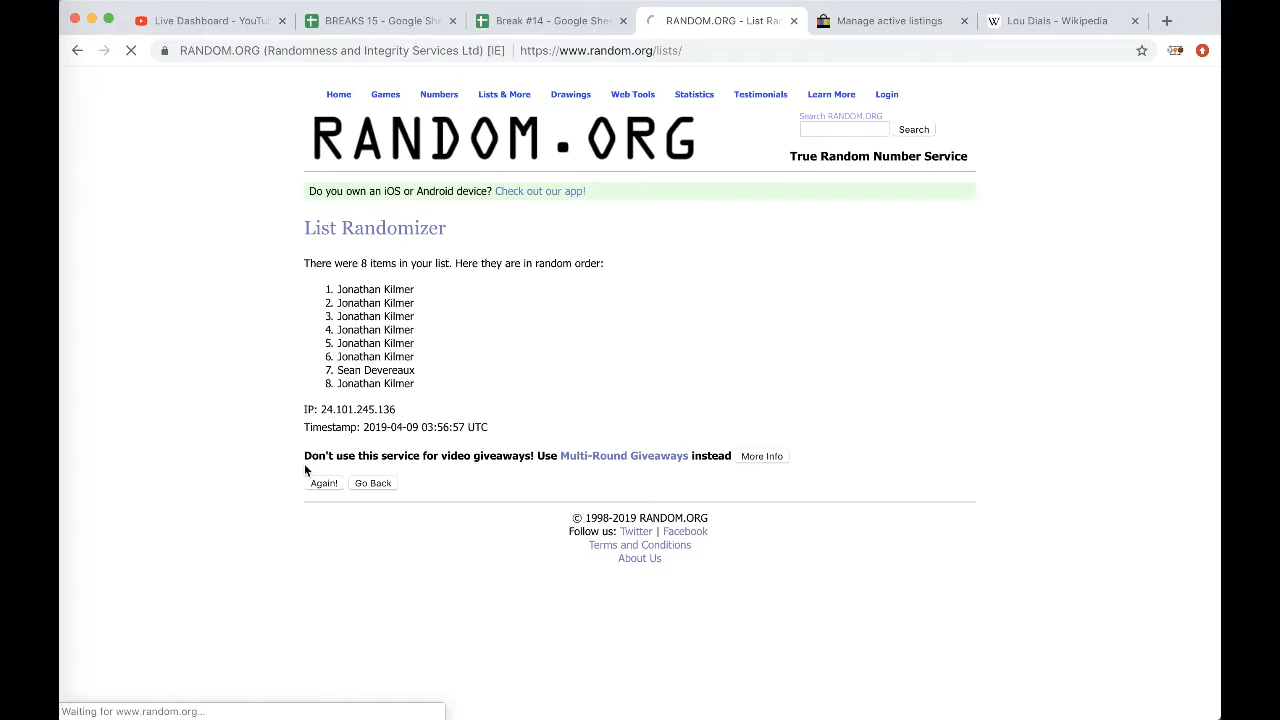 Live Dashboard - YouTu
BREAKS 15 - Google She
Break #14 - Google She
RANDOM.ORG - List Ra
Manage active listings
Lou Dials - Wikipedia
RANDOM.ORG (Randomness and Integrity Services Ltd) [IE]
https://www.random.org/lists/
Home Games Numbers Lists & More Drawings Web Tools Statistics Testimonials Learn More Login
RANDOM.ORG
Search RANDOM.ORG
Search
True Random Number Service
Do you own an iOS or Android device? Check out our app!
List Randomizer
There were 8 items in your list. Here they are in random order:
1. Jonathan Kilmer
2. Jonathan Kilmer
3. Jonathan Kilmer
4. Jonathan Kilmer
5. Jonathan Kilmer
6. Jonathan Kilmer
7. Sean Devereaux
8. Jonathan Kilmer
IP: 24.101.245.136
Timestamp: 2019-04-09 03:56:57 UTC
Don't use this service for video giveaways! Use Multi-Round Giveaways instead More Info
Again! Go Back
© 1998-2019 RANDOM.ORG
Follow us: Twitter | Facebook
Terms and Conditions
About Us
Waiting for www.random.org...